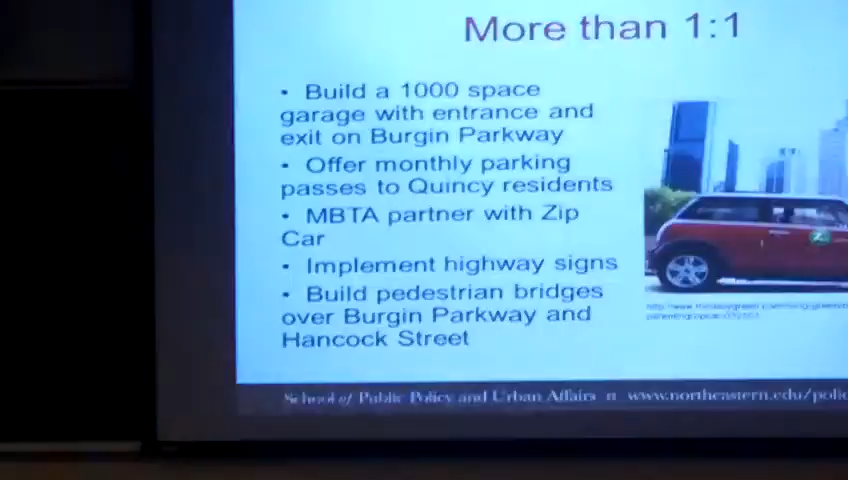 More than 1:1
• Build a 1000 space
garage with entrance and
exit on Burgin Parkway
• Offer monthly parking
passes to Quincy residents
• MBTA partner with Zip
Car
• Implement highway signs
• Build pedestrian bridges
over Burgin Parkway and
Hancock Street
School of Public Policy and Urban Affairs www.northeastern.edu/polic